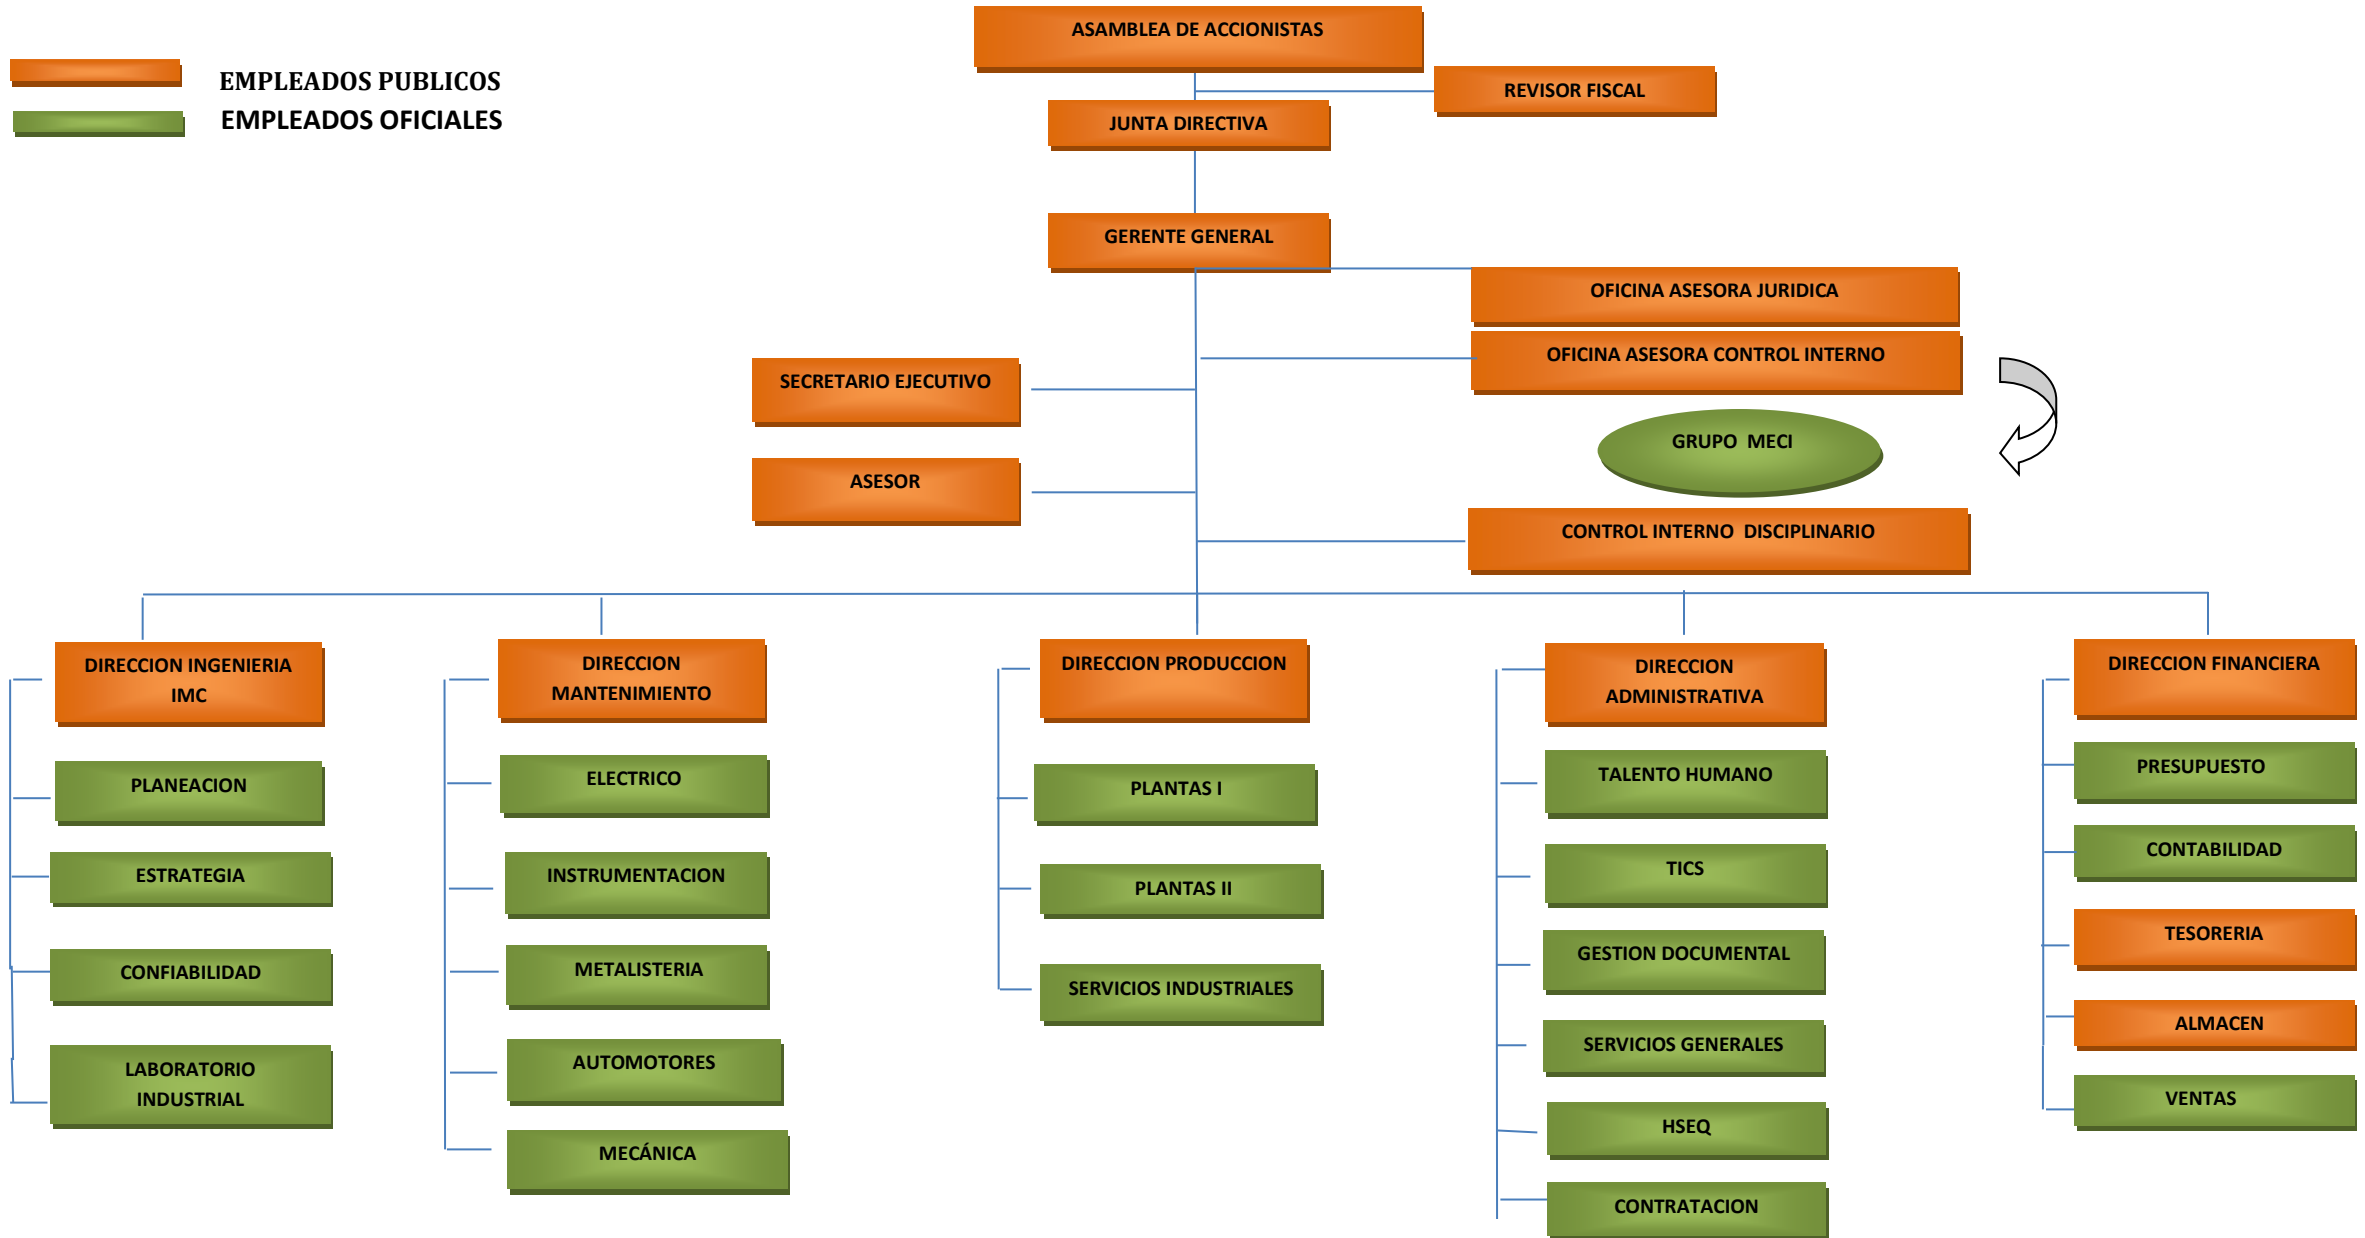 ASAMBLEA DE ACCIONISTAS
EMPLEADOS PUBLICOS
EMPLEADOS OFICIALES
REVISOR FISCAL
JUNTA DIRECTIVA
GERENTE GENERAL
OFICINA ASESORA JURIDICA
OFICINA ASESORA CONTROL INTERNO
SECRETARIO EJECUTIVO
GRUPO MECI
ASESOR
CONTROL INTERNO DISCIPLINARIO
DIRECCION INGENIERIA
IMC
PLANEACION
ESTRATEGIA
CONFIABILIDAD
LABORATORIO
INDUSTRIAL
DIRECCION
MANTENIMIENTO
ELECTRICO
INSTRUMENTACION
METALISTERIA
AUTOMOTORES
MECÁNICA
DIRECCION PRODUCCION
PLANTAS I
PLANTAS II
SERVICIOS INDUSTRIALES
DIRECCION
ADMINISTRATIVA
TALENTO HUMANO
TICS
GESTION DOCUMENTAL
SERVICIOS GENERALES
HSEQ
CONTRATACION
DIRECCION FINANCIERA
PRESUPUESTO
CONTABILIDAD
TESORERIA
ALMACEN
VENTAS